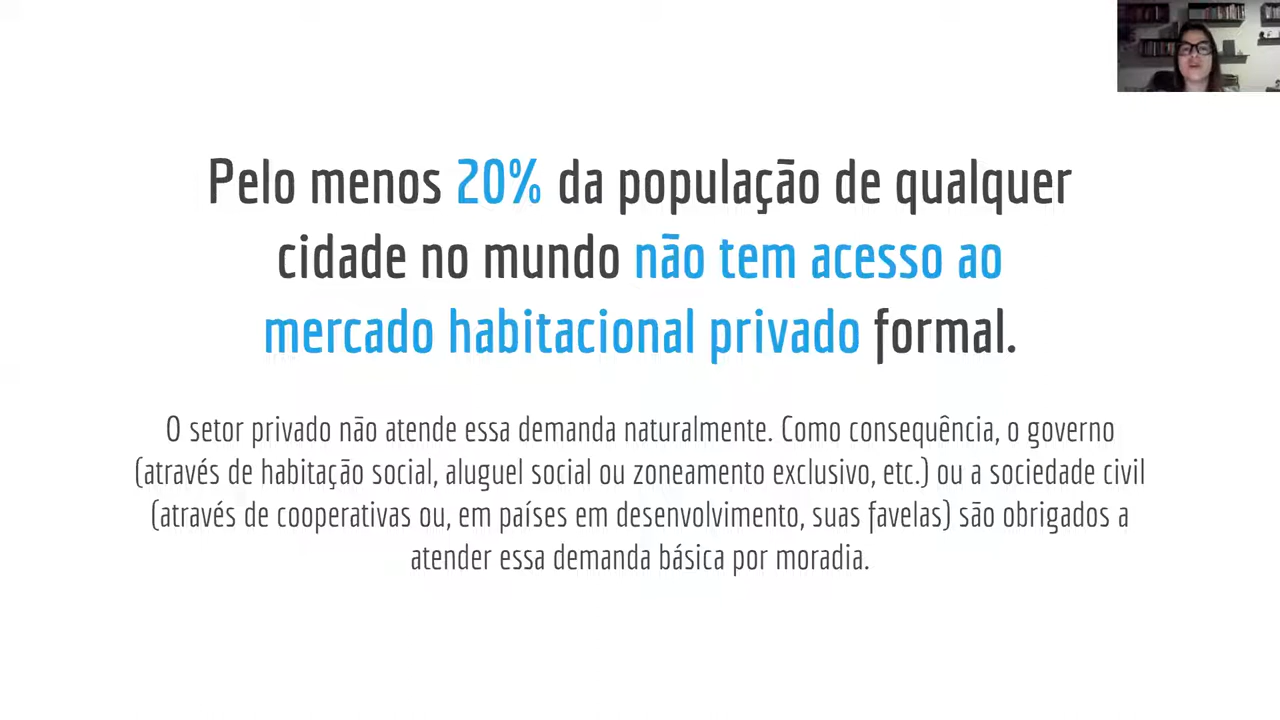 Pelo menos 20% da população de qualquer
cidade no mundo não tem acesso ao
mercado habitacional privado formal.
O setor privado não atende essa demanda naturalmente. Como consequência, o governo
(através de habitação social, aluguel social ou zoneamento exclusivo, etc.) ou a sociedade civil
(através de cooperativas ou, em países em desenvolvimento, suas favelas) são obrigados a
atender essa demanda básica por moradia.